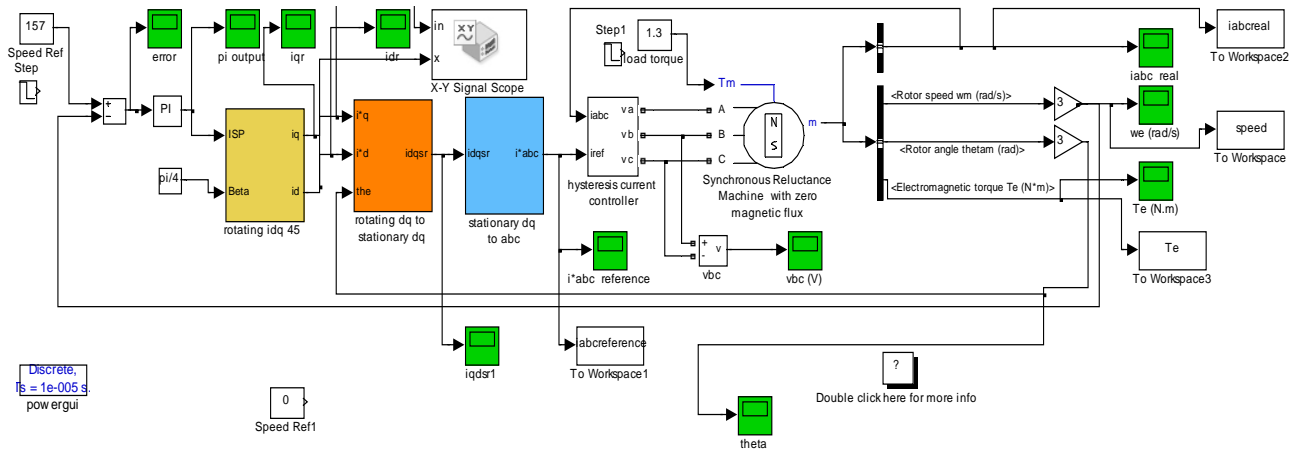 157
Speed Ref
Step
error
pi output
iqr
idr
in
x
X-Y Signal Scope
Step1
1.3
load torque
iabc real
iabcreal
To Workspace2
PI
ISP
iq
Beta
id
rotating idq 45
pi/4
i*q
i*d
the
idqsr
rotating dq to
stationary dq
idqsr
i*abc
stationary dq
to abc
iabc
iref
va
vb
vc
hysteresis current
controller
Tm
A
B
C
N
S
m
Synchronous Reluctance
Machine with zero
magnetic flux
<Rotor speed wm (rad/s)>
<Rotor angle thetam (rad)>
<Electromagnetic torque Te (N*m)>
3
3
we (rad/s)
speed
To Workspace
Te (N.m)
Te
To Workspace3
i*abc reference
+
-
v
vbc
vbc (V)
iqdsr1
iabcreference
To Workspace1
Discrete,
Ts = 1e-005 s.
powergui
0
Speed Ref1
theta
?
Double click here for more info